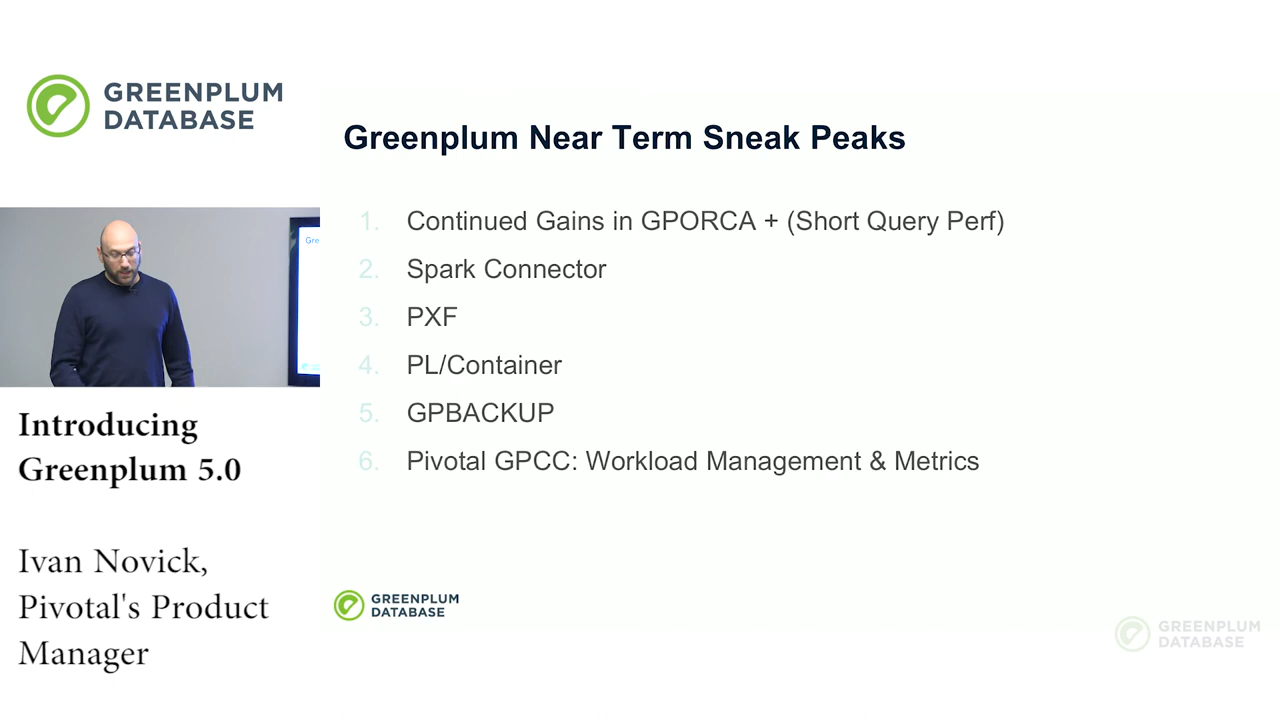 GREENPLUM
DATABASE
Greenplum Near Term Sneak Peaks
1. Continued Gains in GPORCA + (Short Query Perf)
2. Spark Connector
3. PXF
4. PL/Container
5. GPBACKUP
6. Pivotal GPCC: Workload Management & Metrics
Gre
Introducing
Greenplum 5.0
Ivan Novick,
Pivotal's Product
Manager
GREENPLUM
DATABASE
GREENPLUM
DATABASE